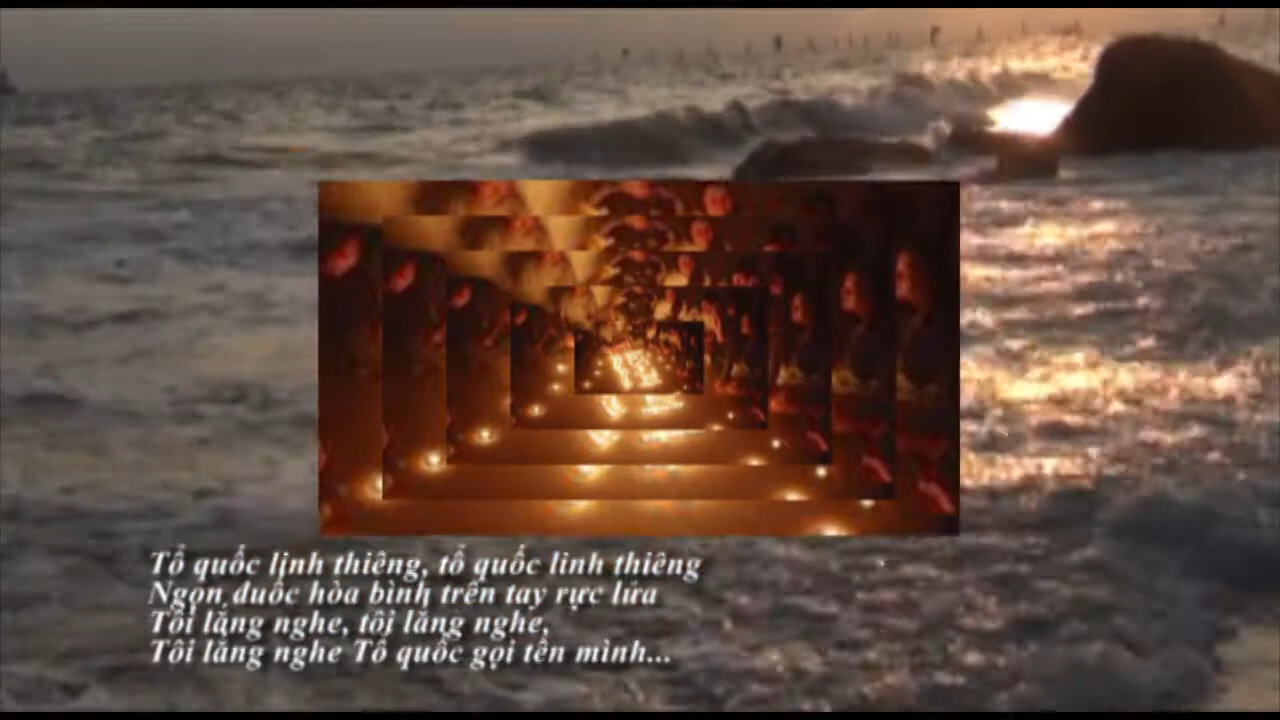 Tổ quốc linh thiêng, tổ quốc linh thiêng
Ngọn đuốc hòa bình trên tay rực lửa
Tôi lắng nghe, tôi lắng nghe,
Tôi lắng nghe Tổ quốc gọi tên mình...